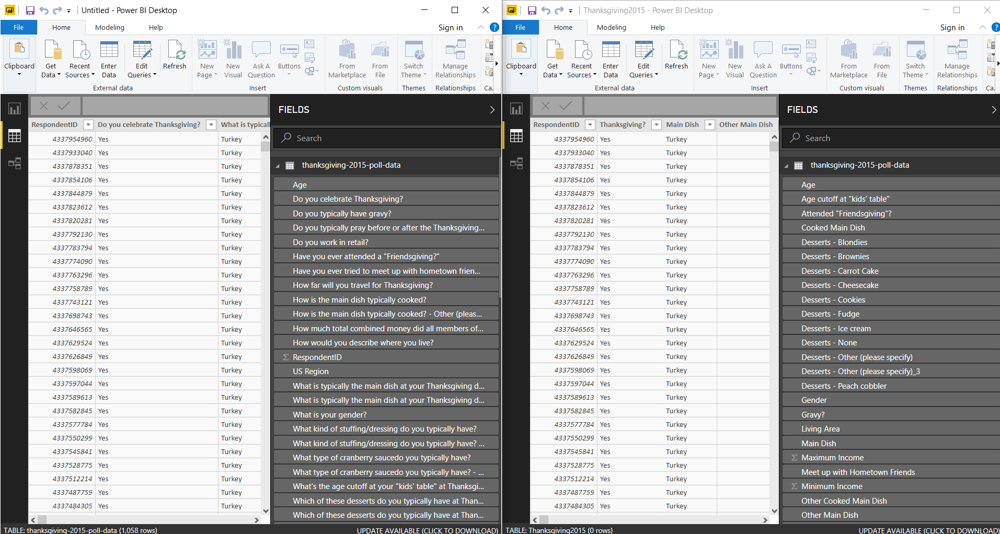 Untitled - Power BI Desktop
File Home Modeling Help Sign in ?
Clipboard
Get Data
Recent Sources
Enter Data
Edit Queries
Refresh
New Page
New Visual
Ask A Question
Buttons
From Marketplace
From File
Switch Theme
Manage Relationships
External data Insert Custom visuals Themes Relationships Ca.
RespondentID Do you celebrate Thanksgiving? What is typicall
4337954960 Yes Turkey
4337933040 Yes Turkey
4337878351 Yes Turkey
4337854106 Yes Turkey
4337844879 Yes Turkey
4337823612 Yes Turkey
4337820281 Yes Turkey
4337792130 Yes Turkey
4337783794 Yes Turkey
4337774090 Yes Turkey
4337763296 Yes Turkey
4337758789 Yes Turkey
4337743121 Yes Turkey
4337698743 Yes Turkey
4337646565 Yes Turkey
4337629524 Yes Turkey
4337626849 Yes Turkey
4337598069 Yes Turkey
4337597044 Yes Turkey
4337589613 Yes Turkey
4337582845 Yes Turkey
4337577784 Yes Turkey
4337550299 Yes Turkey
4337545841 Yes Turkey
4337528775 Yes Turkey
4337512214 Yes Turkey
4337487759 Yes Turkey
4337484305 Yes Turkey
FIELDS
Search
thanksgiving-2015-poll-data
Age
Do you celebrate Thanksgiving?
Do you typically have gravy?
Do you typically pray before or after the Thanksgiving...
Do you work in retail?
Have you ever attended a "Friendsgiving?"
Have you ever tried to meet up with hometown frien...
How far will you travel for Thanksgiving?
How is the main dish typically cooked?
How is the main dish typically cooked? - Other (pleas...
How much total combined money did all members of...
How would you describe where you live?
Σ RespondentID
US Region
What is typically the main dish at your Thanksgiving d...
What is typically the main dish at your Thanksgiving d...
What is your gender?
What kind of stuffing/dressing do you typically have?
What kind of stuffing/dressing do you typically have? ...
What type of cranberry saucedo you typically have?
What type of cranberry saucedo you typically have? - ...
What's the age cutoff at your "kids' table" at Thanksgi...
Which of these desserts do you typically have at Than...
Which of these desserts do you typically have at Than...
TABLE: thanksgiving-2015-poll-data (1,058 rows) UPDATE AVAILABLE (CLICK TO DOWNLOAD)
Thanksgiving2015 - Power BI Desktop
File Home Modeling Help Sign in ?
Clipboard
Get Data
Recent Sources
Enter Data
Edit Queries
Refresh
New Page
New Visual
Ask A Question
Buttons
From Marketplace
From File
Switch Theme
Manage Relationships
External data Insert Custom visuals Themes Relationships Ca.
RespondentID Thanksgiving? Main Dish Other Main Dish
4337954960 Yes Turkey
4337933040 Yes Turkey
4337878351 Yes Turkey
4337854106 Yes Turkey
4337844879 Yes Turkey
4337823612 Yes Turkey
4337820281 Yes Turkey
4337792130 Yes Turkey
4337783794 Yes Turkey
4337774090 Yes Turkey
4337763296 Yes Turkey
4337758789 Yes Turkey
4337743121 Yes Turkey
4337698743 Yes Turkey
4337646565 Yes Turkey
4337629524 Yes Turkey
4337626849 Yes Turkey
4337598069 Yes Turkey
4337597044 Yes Turkey
4337589613 Yes Turkey
4337582845 Yes Turkey
4337577784 Yes Turkey
4337550299 Yes Turkey
4337545841 Yes Turkey
4337528775 Yes Turkey
4337512214 Yes Turkey
4337487759 Yes Turkey
4337484305 Yes Turkey
FIELDS
Search
thanksgiving-2015-poll-data
Age
Age cutoff at "kids' table"
Attended "Friendsgiving"?
Cooked Main Dish
Desserts - Blondies
Desserts - Brownies
Desserts - Carrot Cake
Desserts - Cheesecake
Desserts - Cookies
Desserts - Fudge
Desserts - Ice cream
Desserts - None
Desserts - Other (please specify)
Desserts - Other (please specify)_3
Desserts - Peach cobbler
Gender
Gravy?
Living Area
Main Dish
Σ Maximum Income
Meet up with Hometown Friends
Σ Minimum Income
Other Cooked Main Dish
Other Main Dish
TABLE: Thanksgiving2015 (0 rows) UPDATE AVAILABLE (CLICK TO DOWNLOAD)